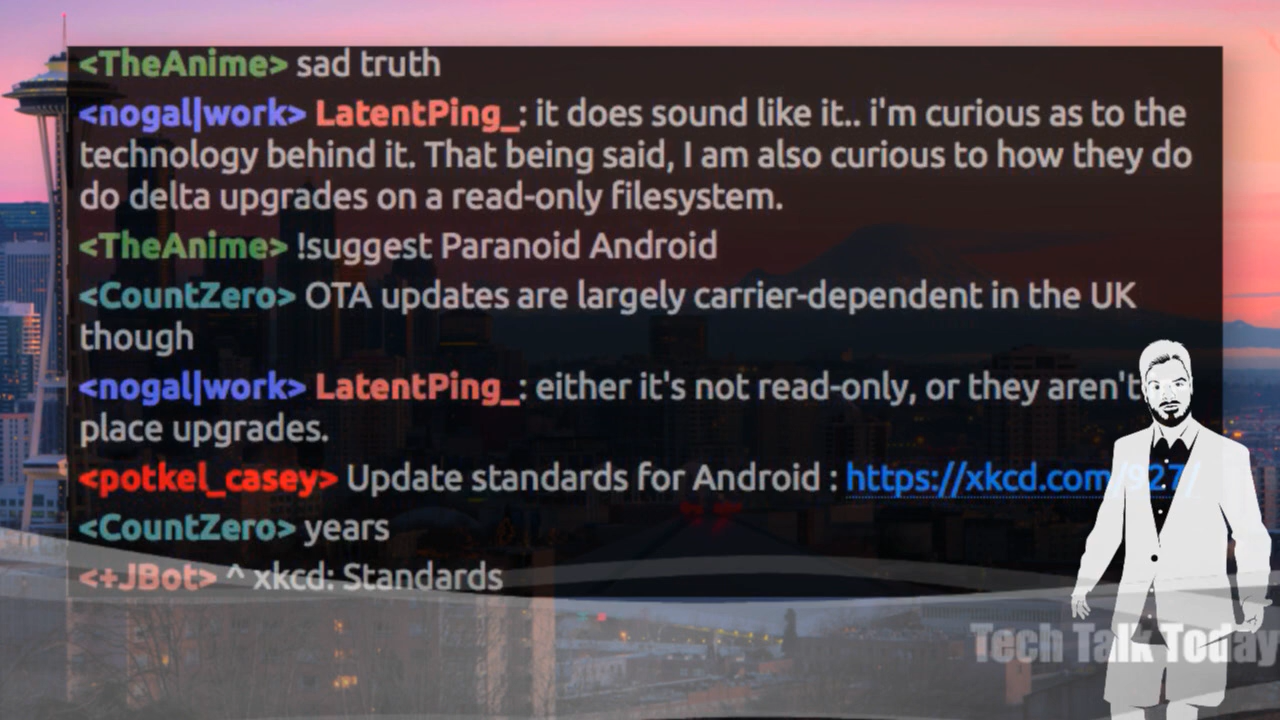 <TheAnime> sad truth
<nogal|work> LatentPing_: it does sound like it.. i'm curious as to the
technology behind it. That being said, I am also curious to how they do
do delta upgrades on a read-only filesystem.
<TheAnime> !suggest Paranoid Android
<CountZero> OTA updates are largely carrier-dependent in the UK
though
<nogal|work> LatentPing_: either it's not read-only, or they aren't
place upgrades.
<potkel_casey> Update standards for Android : https://xkcd.com/927/
<CountZero> years
<+JBot> ^ xkcd: Standards
Tech Talk Today